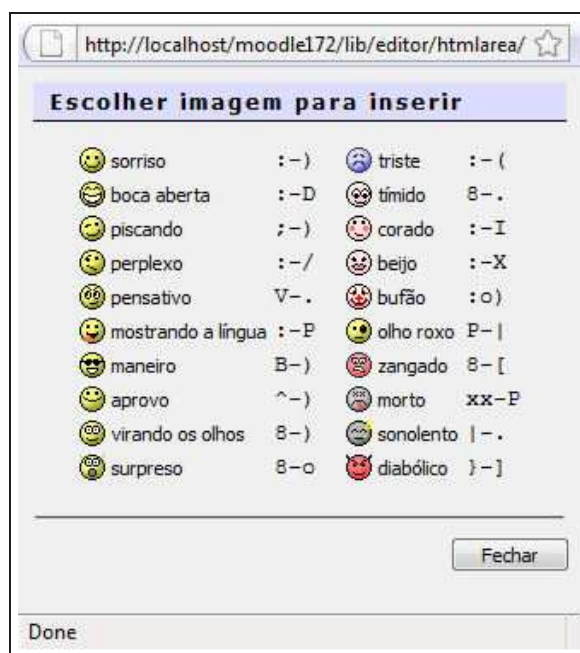 http://localhost/moodle172/lib/editor/htmlarea/
Escolher imagem para inserir
sorriso :-) triste :-(
boca aberta :-D tímido 8-.
piscando ;-) corado :-I
perplexo :-/ beijo :-X
pensativo V-. bufão :o)
mostrando a língua :-P olho roxo P-|
maneiro B-) zangado 8-[
aprovo ^-) morto xx-P
virando os olhos 8-) sonolento |-.
surpreso 8-o diabólico }-]
Fechar
Done